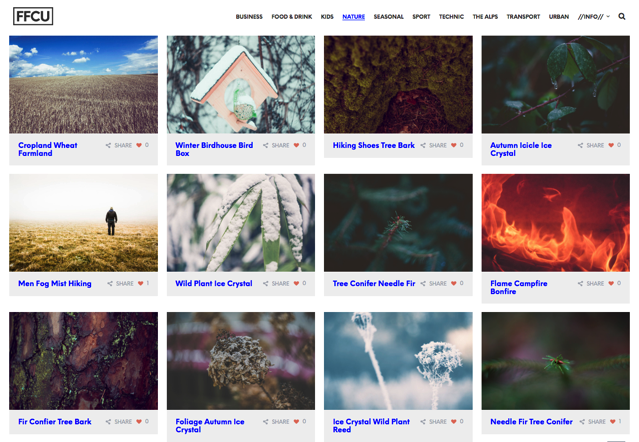 FFCU
BUSINESS FOOD & DRINK KIDS NATURE SEASONAL SPORT TECHNIC THE ALPS TRANSPORT URBAN //INFO//
Cropland Wheat
Farmland
SHARE 0
Winter Birdhouse Bird
Box
SHARE 0
Hiking Shoes Tree Bark
SHARE 0
Autumn Icicle Ice
Crystal
SHARE 0
Men Fog Mist Hiking
SHARE 1
Wild Plant Ice Crystal
SHARE 0
Tree Conifer Needle Fir
SHARE 0
Flame Campfire
Bonfire
SHARE 0
Fir Confier Tree Bark
SHARE 0
Foliage Autumn Ice
Crystal
SHARE 0
Ice Crystal Wild Plant
Reed
SHARE 0
Needle Fir Tree Conifer
SHARE 1